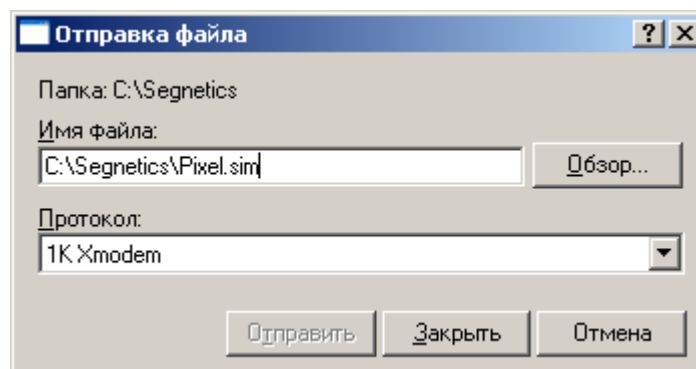 Отправка файла
Папка: C:\Segnetics
Имя файла:
C:\Segnetics\Pixel.sim
Обзор...
Протокол:
1K Xmodem
Отправить Закрыть Отмена